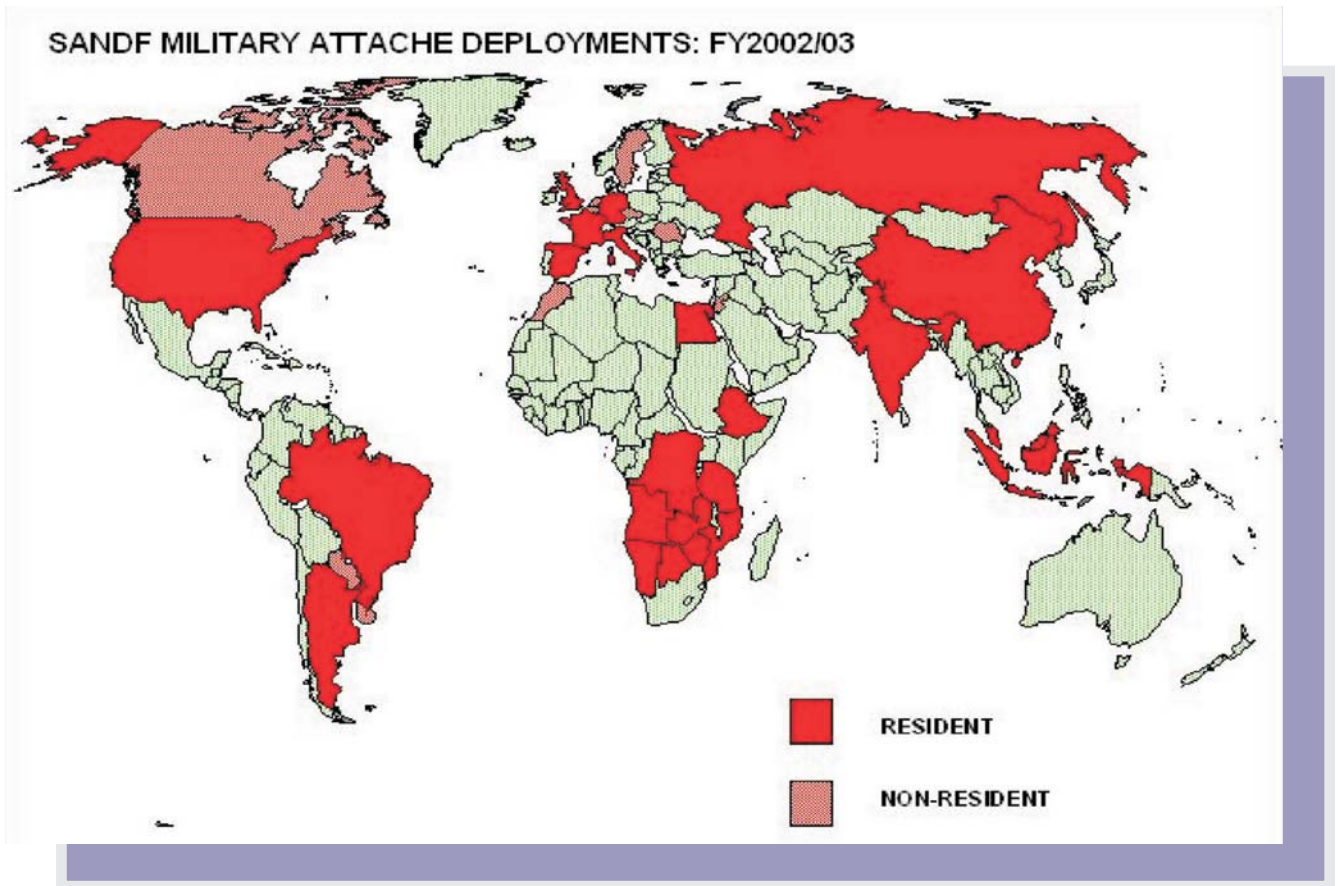 SANDF MILITARY ATTACHE DEPLOYMENTS: FY2002/03
RESIDENT
NON-RESIDENT